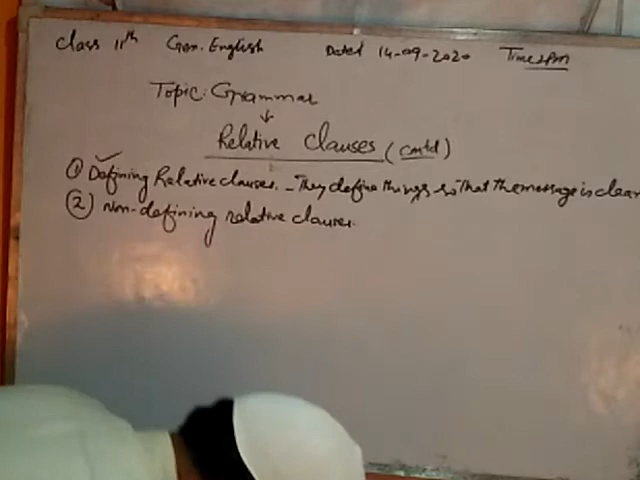 Class 11th Gen. English Dated 14-09-2020 Time 2PM
Topic: Grammar
Relative Clauses (Cont'd)
① Defining Relative clauses. - They define things so that the message is clear
② Non-defining relative clauses.